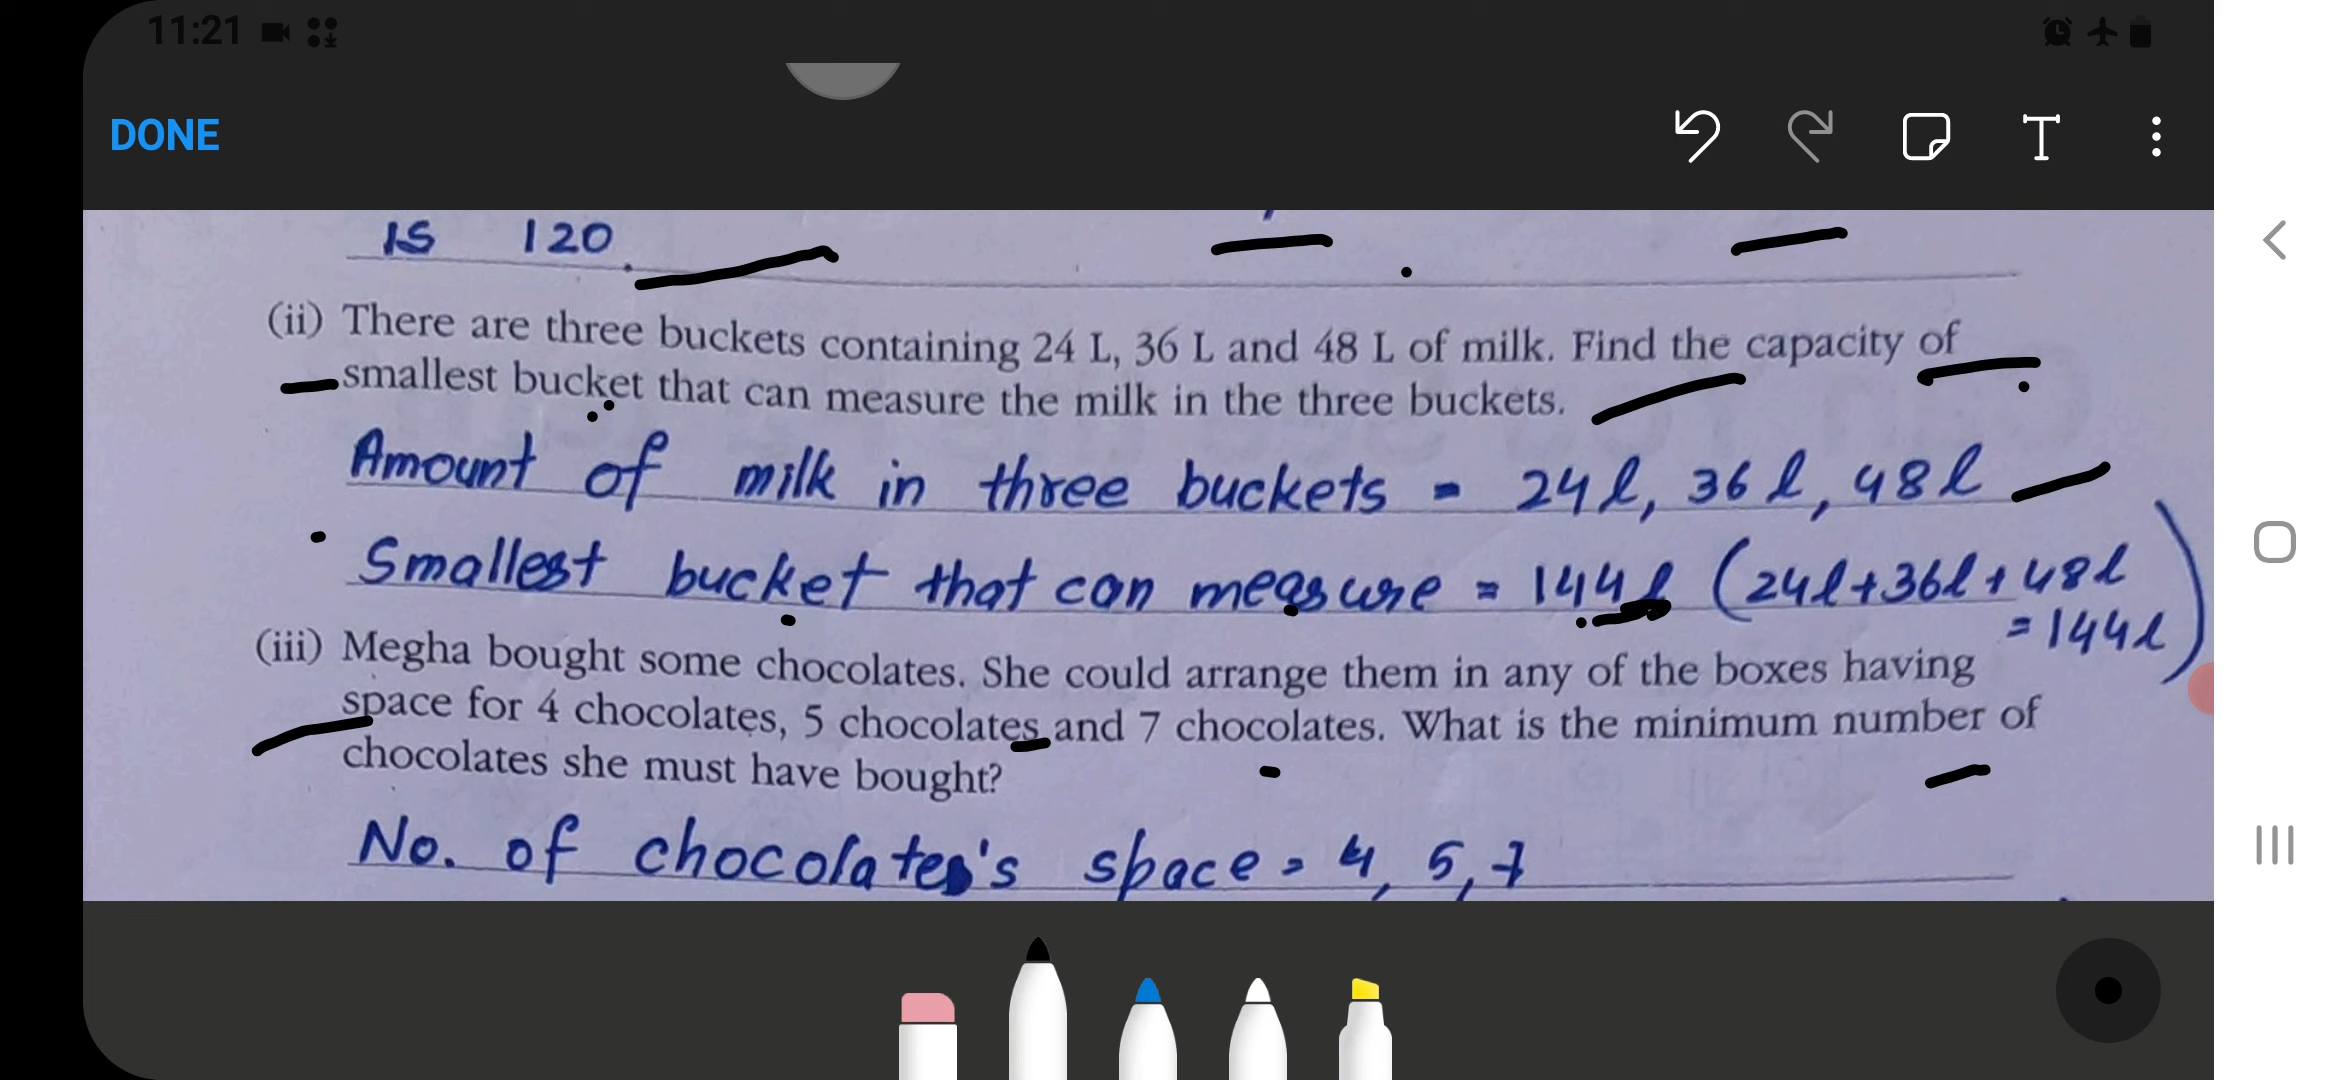 11:21
DONE
T
is 120.
(ii) There are three buckets containing 24 L, 36 L and 48 L of milk. Find the capacity of
smallest bucket that can measure the milk in the three buckets.
Amount of milk in three buckets = 24l, 36l, 48l
Smallest bucket that can measure = 144l (24l+36l+48l
=144l)
(iii) Megha bought some chocolates. She could arrange them in any of the boxes having
space for 4 chocolates, 5 chocolates and 7 chocolates. What is the minimum number of
chocolates she must have bought?
No. of chocolates's space = 4, 5, 7